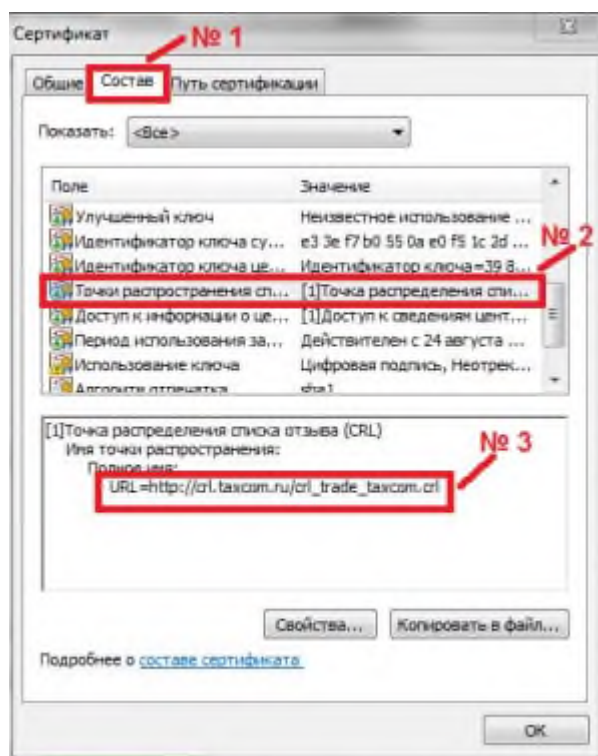 Сертификат
№ 1
Общие Состав Путь сертификации
Показать: <Все>
Поле Значение
Улучшенный ключ Неизвестное использование ...
Идентификатор ключа су... e3 3e f7 b0 55 0a e0 f5 1c 2d ...
№ 2
Идентификатор ключа це... Идентификатор ключа=39 8...
Точки распространения сп... [1]Точка распределения спи...
Доступ к информации о це... [1]Доступ к сведениям цент...
Период использования за... Действителен с 24 августа ...
Использование ключа Цифровая подпись, Неотрек...
Алгоритм отпечатка sha1
[1]Точка распределения списка отзыва (CRL)
Имя точки распространения:
№ 3
Полное имя:
URL=http://crl.taxcom.ru/crl_trade_taxcom.crl
Свойства... Копировать в файл...
Подробнее о составе сертификата
ОК